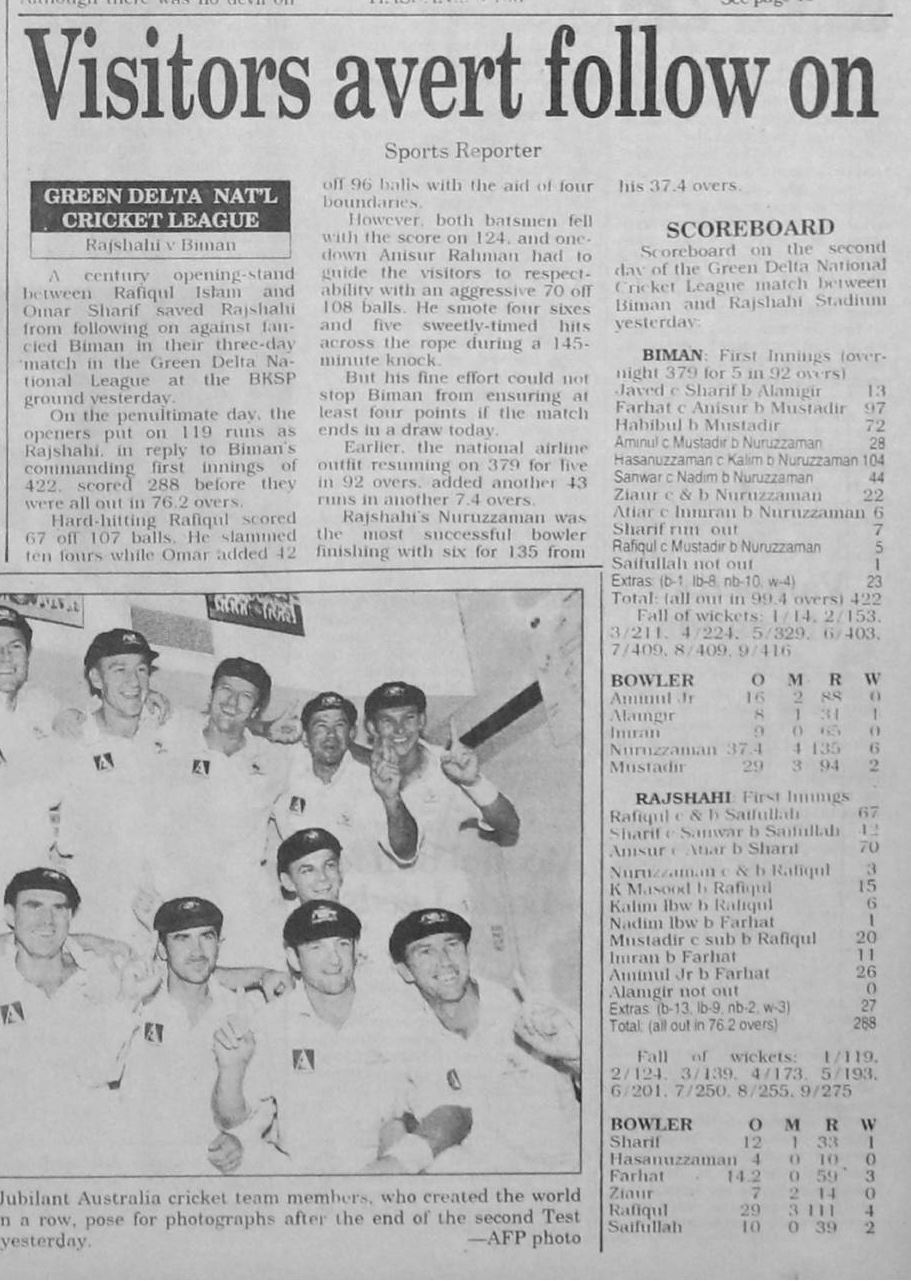 Although there was no devil on
See page
Visitors avert follow on
Sports Reporter
GREEN DELTA NAT'L
CRICKET LEAGUE
Rajshahi v Biman
A century opening-stand
between Rafiqul Islam and
Omar Sharif saved Rajshahi
from following on against fan-
cied Biman in their three-day
match in the Green Delta Na-
tional League at the BKSP
ground yesterday.
On the penultimate day, the
openers put on 119 runs as
Rajshahi, in reply to Biman's
commanding first innings of
422, scored 288 before they
were all out in 76.2 overs.
Hard-hitting Rafiqul scored
67 off 107 balls. He slammed
ten fours while Omar added 42
off 96 balls with the aid of four
boundaries.
However, both batsmen fell
with the score on 124, and one-
down Anisur Rahman had to
guide the visitors to respect-
ability with an aggressive 70 off
108 balls. He smote four sixes
and five sweetly-timed hits
across the rope during a 145-
minute knock.
But his fine effort could not
stop Biman from ensuring at
least four points if the match
ends in a draw today.
Earlier, the national airline
outfit resuming on 379 for five
in 92 overs, added another 43
runs in another 7.4 overs.
Rajshahi's Nuruzzaman was
the most successful bowler
finishing with six for 135 from
his 37.4 overs.
SCOREBOARD
Scoreboard on the second
day of the Green Delta National
Cricket League match between
Biman and Rajshahi Stadium
yesterday:
BIMAN: First Innings (over-
night 379 for 5 in 92 overs)
Javed c Sharif b Alamgir 13
Farhat c Anisur b Mustadir 97
Habibul b Mustadir 72
Aminul c Mustadir b Nuruzzaman 28
Hasanuzzaman c Kalim b Nuruzzaman 104
Sanwar c Nadim b Nuruzzaman 44
Ziaur c & b Nuruzzaman 22
Atiar c Imuran b Nuruzzaman 6
Sharif run out 7
Rafiqul c Mustadir b Nuruzzaman 5
Saifullah not out 1
Extras: (b-1, lb-8, nb-10, w-4) 23
Total: (all out in 99.4 overs) 422
Fall of wickets: 1/14, 2/153,
3/211, 4/224, 5/329, 6/403,
7/409, 8/409, 9/416
BOWLER O M R W
Aminul Jr 16 2 88 0
Alamgir 8 1 31 1
Imran 9 0 65 0
Nuruzzaman 37.4 4 135 6
Mustadir 29 3 94 2
RAJSHAHI: First Innings
Rafiqul c & b Saifullah 67
Sharif c Sanwar b Saifullah 42
Anisur c Atiar b Sharif 70
Nuruzzaman c & b Rafiqul 3
K Masood b Rafiqul 15
Kalim lbw b Rafiqul 6
Nadim lbw b Farhat 1
Mustadir c sub b Rafiqul 20
Imran b Farhat 11
Aminul Jr b Farhat 26
Alamgir not out 0
Extras: (b-13, lb-9, nb-2, w-3) 27
Total: (all out in 76.2 overs) 288
Fall of wickets: 1/119,
2/124, 3/139, 4/173, 5/193,
6/201, 7/250, 8/255, 9/275
BOWLER O M R W
Sharif 12 1 33 1
Hasanuzzaman 4 0 10 0
Farhat 14.2 0 59 3
Ziaur 7 2 14 0
Rafiqul 29 3 111 4
Saifullah 10 0 39 2
Jubilant Australia cricket team members, who created the world
n a row, pose for photographs after the end of the second Test
yesterday. —AFP photo